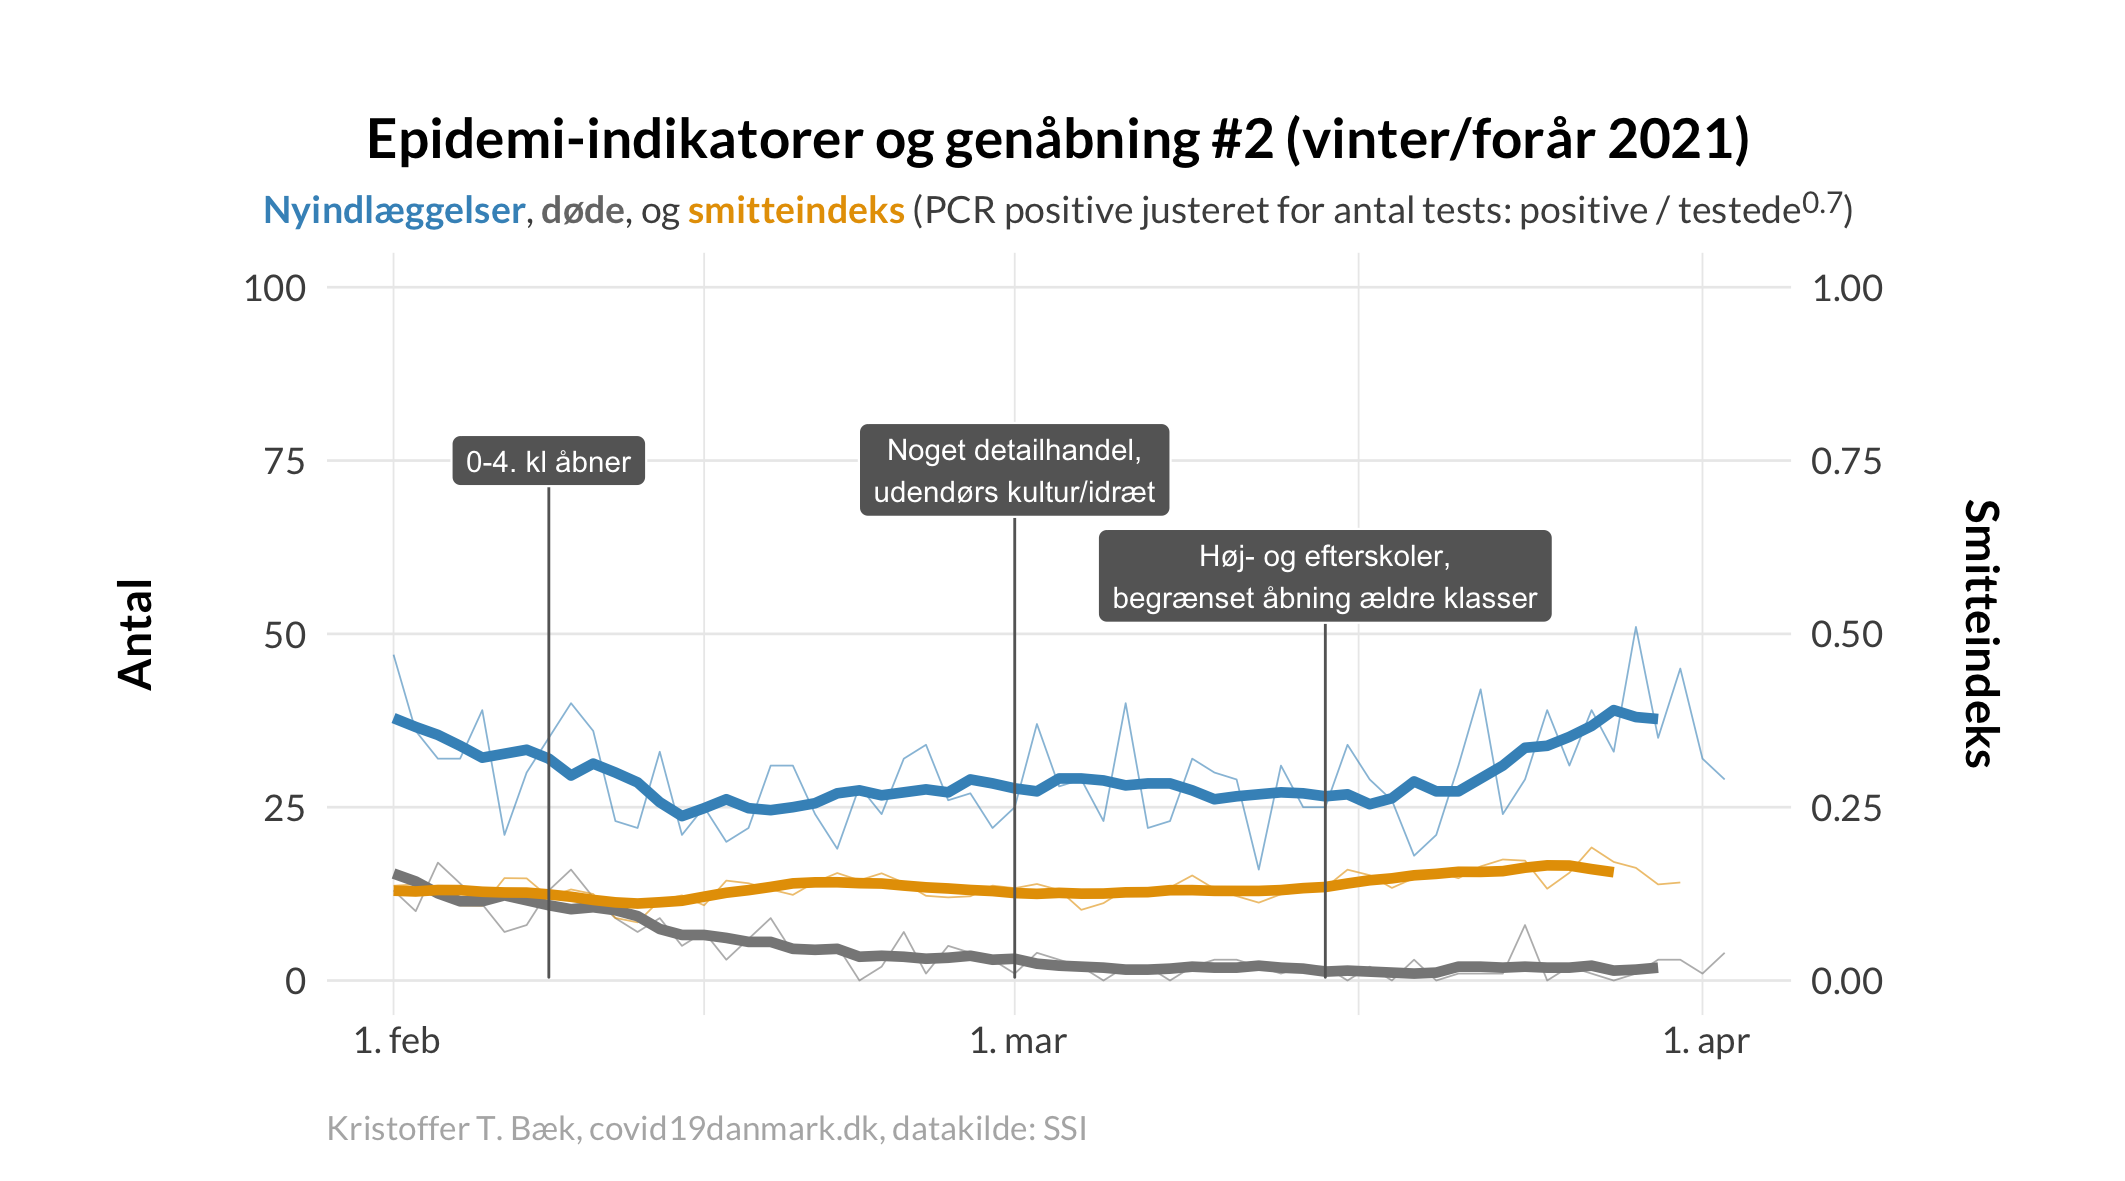 Epidemi-indikatorer og genåbning #2 (vinter/forår 2021)
Nyindlæggelser, døde, og smitteindeks (PCR positive justeret for antal tests: positive / testede^0.7)
100
75
50
25
0
1.00
0.75
0.50
0.25
0.00
Antal
Smitteindeks
0-4. kl åbner
Noget detailhandel,
udendørs kultur/idræt
Høj- og efterskoler,
begrænset åbning ældre klasser
1. feb
1. mar
1. apr
Kristoffer T. Bæk, covid19danmark.dk, datakilde: SSI